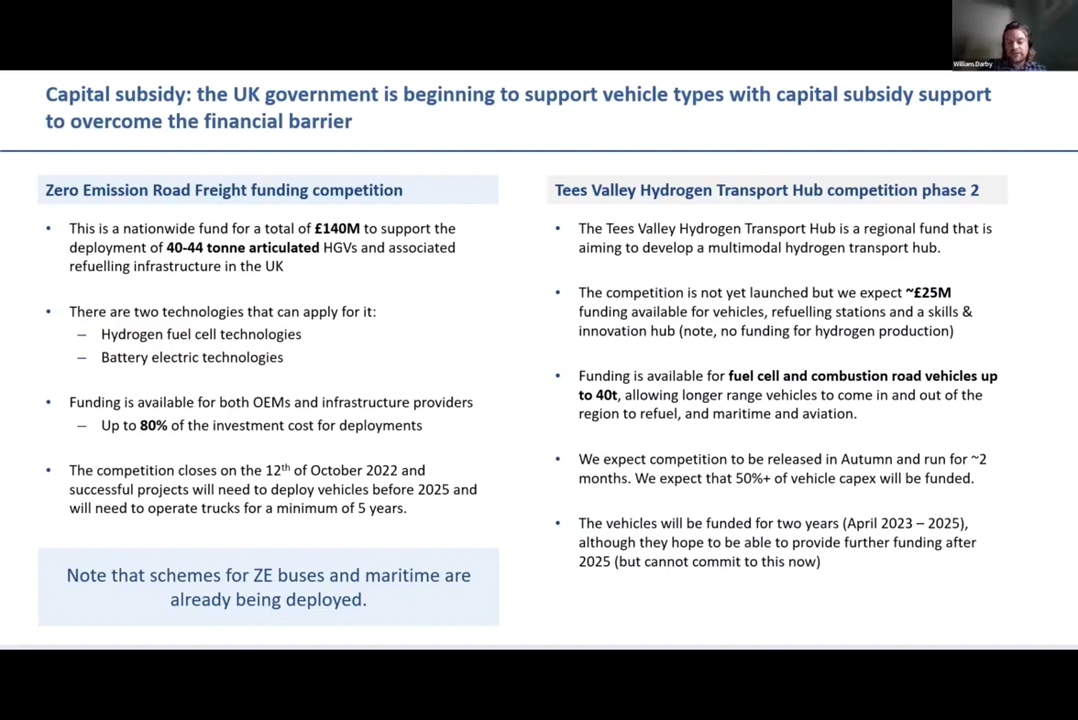 William Darby
Capital subsidy: the UK government is beginning to support vehicle types with capital subsidy support
to overcome the financial barrier
Zero Emission Road Freight funding competition
• This is a nationwide fund for a total of £140M to support the
deployment of 40-44 tonne articulated HGVs and associated
refuelling infrastructure in the UK
• There are two technologies that can apply for it:
– Hydrogen fuel cell technologies
– Battery electric technologies
• Funding is available for both OEMs and infrastructure providers
– Up to 80% of the investment cost for deployments
• The competition closes on the 12th of October 2022 and
successful projects will need to deploy vehicles before 2025 and
will need to operate trucks for a minimum of 5 years.
Note that schemes for ZE buses and maritime are
already being deployed.
Tees Valley Hydrogen Transport Hub competition phase 2
• The Tees Valley Hydrogen Transport Hub is a regional fund that is
aiming to develop a multimodal hydrogen transport hub.
• The competition is not yet launched but we expect ~£25M
funding available for vehicles, refuelling stations and a skills &
innovation hub (note, no funding for hydrogen production)
• Funding is available for fuel cell and combustion road vehicles up
to 40t, allowing longer range vehicles to come in and out of the
region to refuel, and maritime and aviation.
• We expect competition to be released in Autumn and run for ~2
months. We expect that 50%+ of vehicle capex will be funded.
• The vehicles will be funded for two years (April 2023 – 2025),
although they hope to be able to provide further funding after
2025 (but cannot commit to this now)